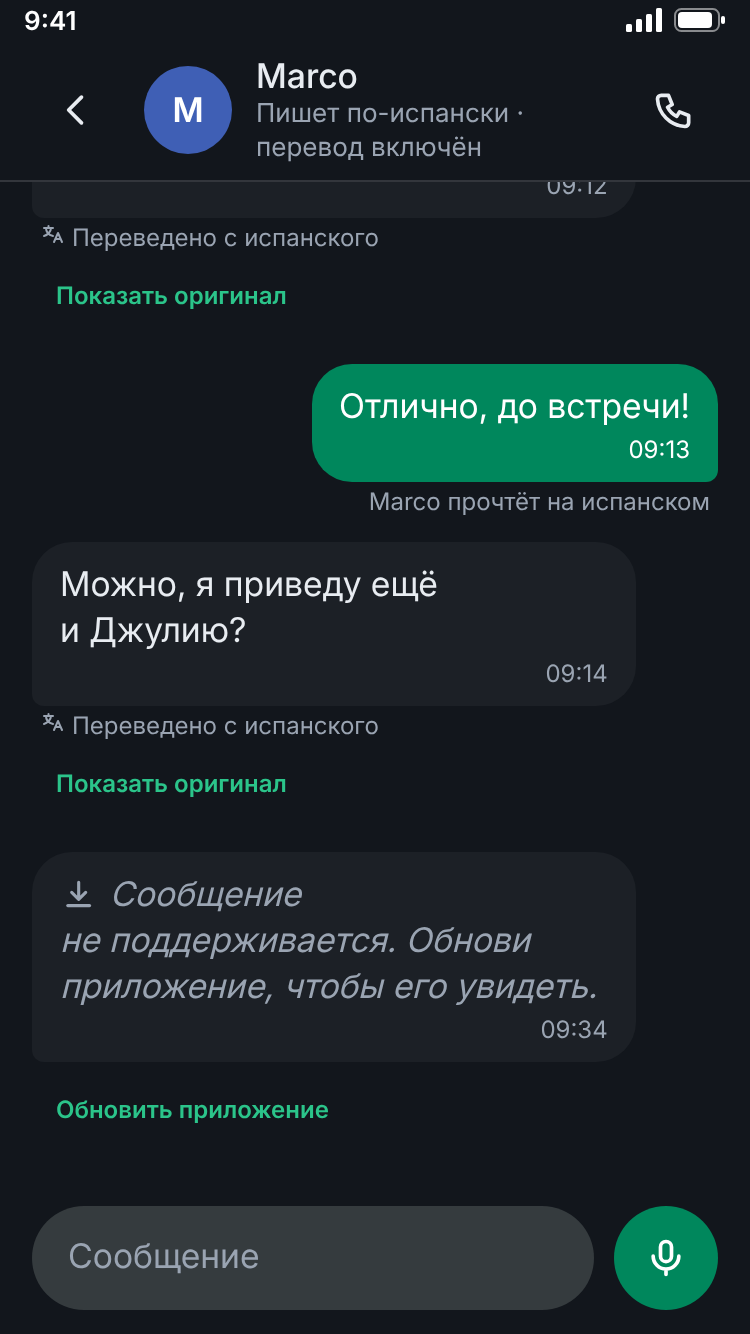 9:41
M
Marco
Пишет по-испански ·
перевод включён
09:12
Переведено с испанского
Показать оригинал
Отлично, до встречи!
09:13
Marco прочтёт на испанском
Можно, я приведу ещё
и Джулию?
09:14
Переведено с испанского
Показать оригинал
Сообщение
не поддерживается. Обнови
приложение, чтобы его увидеть.
09:34
Обновить приложение
Сообщение